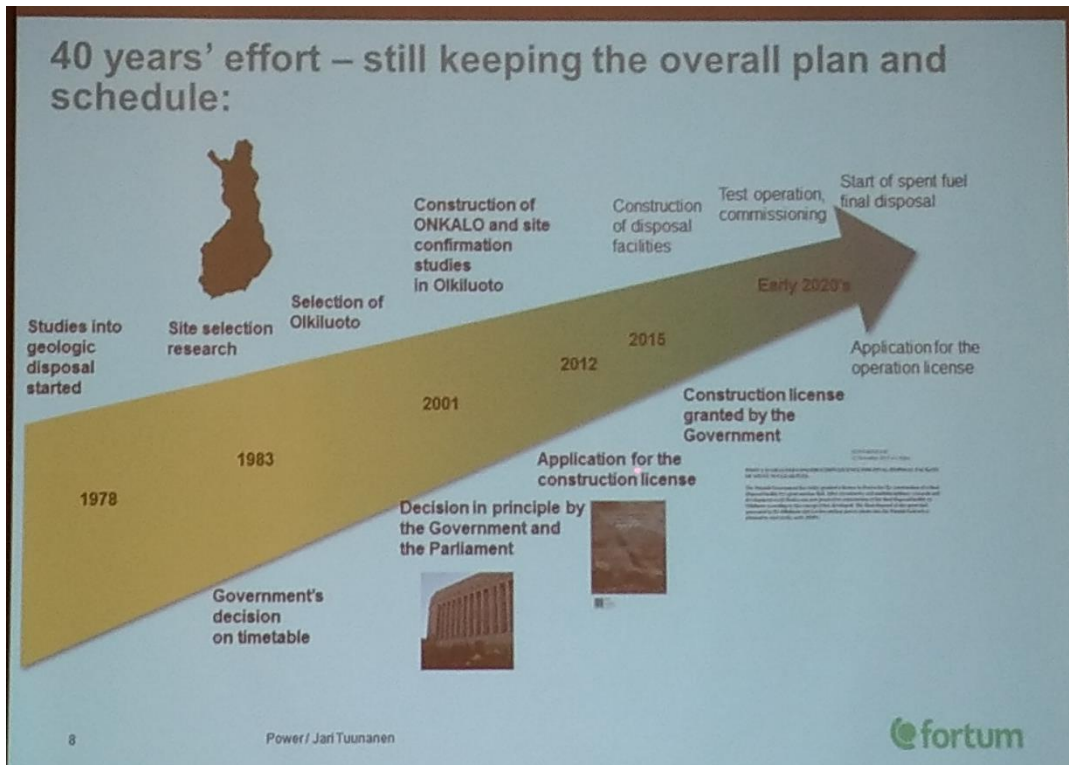 40 years' effort – still keeping the overall plan and
schedule:
Studies into
geologic
disposal
started
Site selection
research
Selection of
Olkiluoto
Construction of
ONKALO and site
confirmation
studies
in Olkiluoto
Construction
of disposal
facilities
Test operation,
commissioning
Start of spent fuel
final disposal
1978
1983
2001
2012
2015
Early 2020's
Government's
decision
on timetable
Decision in principle by
the Government and
the Parliament
Application for the
construction license
Construction license
granted by the
Government
Application for the
operation license
8
Power / Jari Tuunanen
fortum